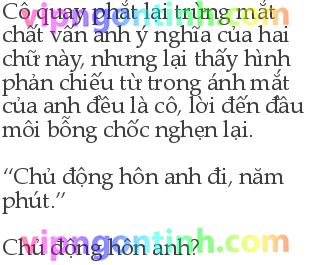 Cô quay phắt lại trừng mắt
chất vấn anh ý nghĩa của hai
chữ này, nhưng lại thấy hình
phản chiếu từ trong ánh mắt
của anh đều là cô, lời đến đầu
môi bỗng chốc nghẹn lại.
“Chủ động hôn anh đi, năm
phút.”
Chủ động hôn anh?
vipngontinh.com
vipngontinh.com